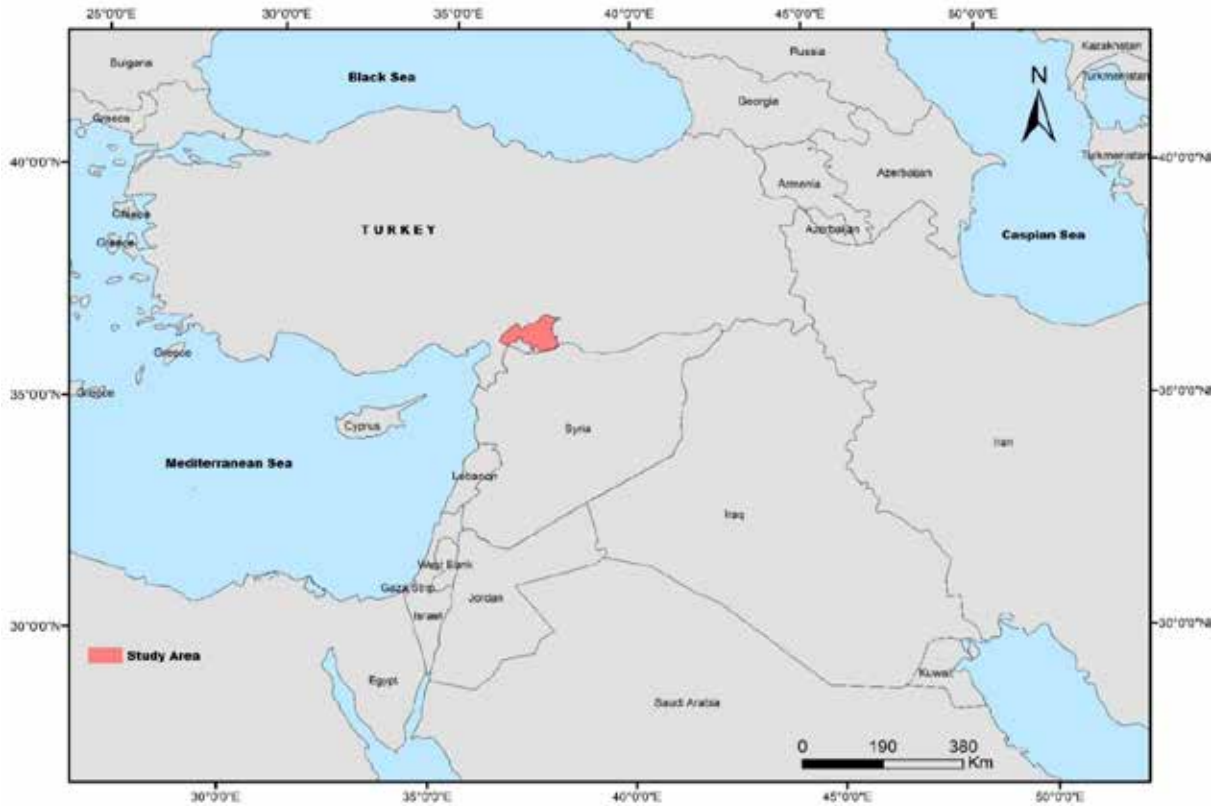 25°0'0"E 30°0'0"E 35°0'0"E 40°0'0"E 45°0'0"E 50°0'0"E
Russia
Kazakhstan
Bulgaria
Black Sea
N
Turkmenistan
Georgia
Greece
40°0'0"N
Turkmenistan
40°0'0"N
Armenia
Azerbaijan
Greece
TURKEY
Azerbaijan
Caspian Sea
Greece
Greece
35°0'0"N
Greece
35°0'0"N
Cyprus
Syria
Iran
Mediterranean Sea
Lebanon
Iraq
West Bank
Gaza Strip
Jordan
Israel
30°0'0"N
30°0'0"N
Study Area
Egypt
Kuwait
Saudi Arabia
0 190 380
Km
30°0'0"E 35°0'0"E 40°0'0"E 45°0'0"E 50°0'0"E